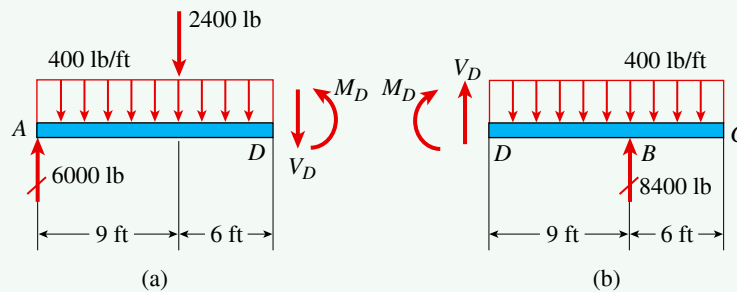 2400 lb
400 lb/ft
M_D
A
D
V_D
6000 lb
9 ft
6 ft
(a)
M_D
V_D
400 lb/ft
D
B
C
8400 lb
9 ft
6 ft
(b)